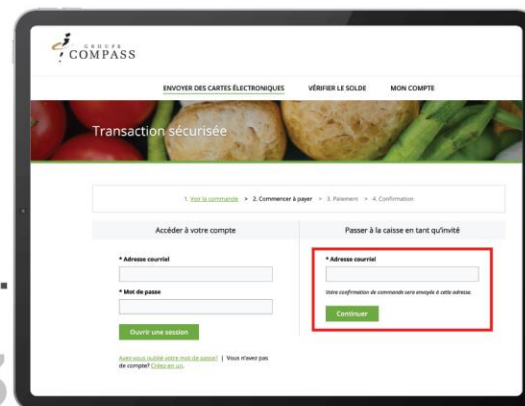 GROUPE
COMPASS
ENVOYER DES CARTES ÉLECTRONIQUES VÉRIFIER LE SOLDE MON COMPTE
Transaction sécurisée
1. Voir la commande > 2. Commencer à payer > 3. Paiement > 4. Confirmation
Accéder à votre compte
* Adresse courriel
* Mot de passe
Ouvrir une session
Avez-vous oublié votre mot de passe? | Vous n'avez pas
de compte? Créez-en un.
Passer à la caisse en tant qu'invité
* Adresse courriel
Votre confirmation de commande sera envoyée à cette adresse.
Continuer